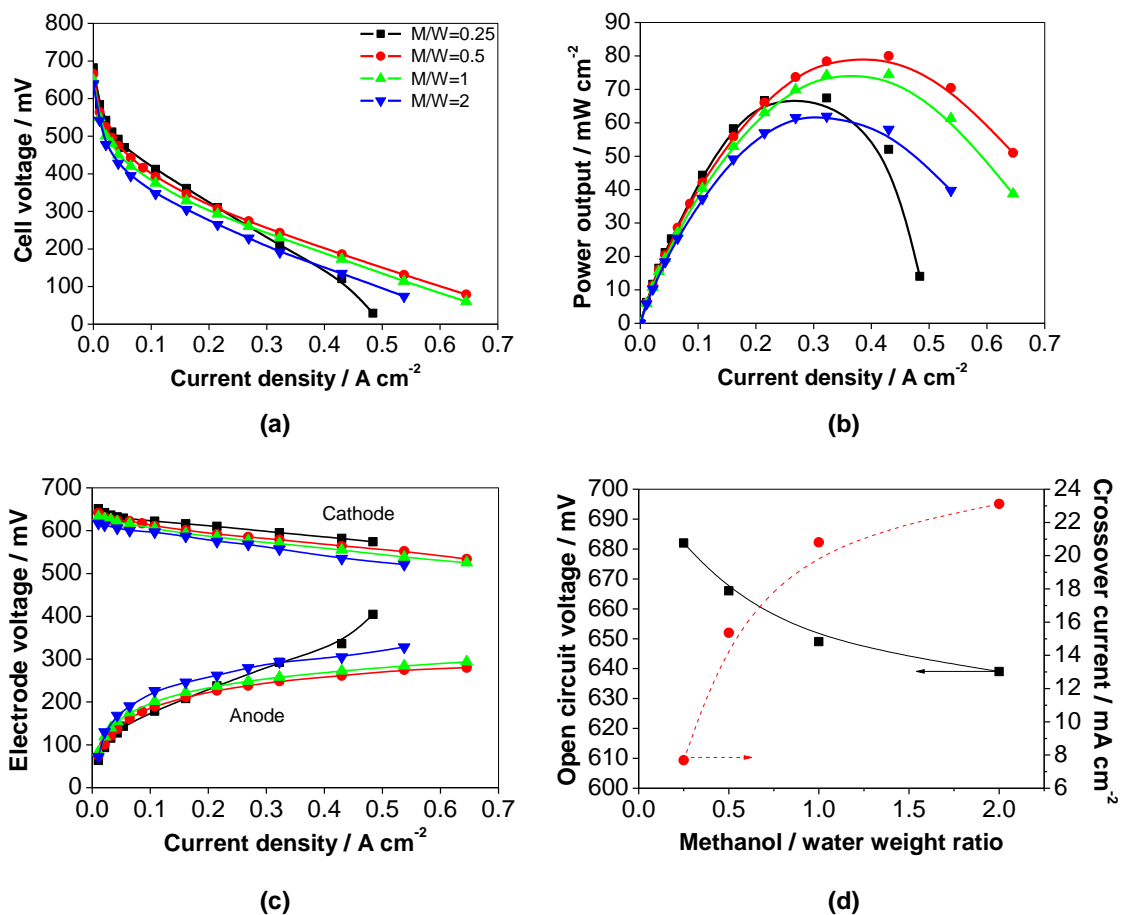 800
700
600
500
400
300
200
100
0
0.0 0.1 0.2 0.3 0.4 0.5 0.6 0.7
Cell voltage / mV
Current density / A cm-2
M/W=0.25
M/W=0.5
M/W=1
M/W=2
(a)
90
80
70
60
50
40
30
20
10
0
0.0 0.1 0.2 0.3 0.4 0.5 0.6 0.7
Power output / mW cm-2
Current density / A cm-2
(b)
700
600
500
400
300
200
100
0
0.0 0.1 0.2 0.3 0.4 0.5 0.6 0.7
Electrode voltage / mV
Cathode
Anode
Current density / A cm-2
(c)
700
690
680
670
660
650
640
630
620
610
600
0.0 0.5 1.0 1.5 2.0
Open circuit voltage / mV
24
22
20
18
16
14
12
10
8
6
Crossover current / mA cm-2
Methanol / water weight ratio
(d)